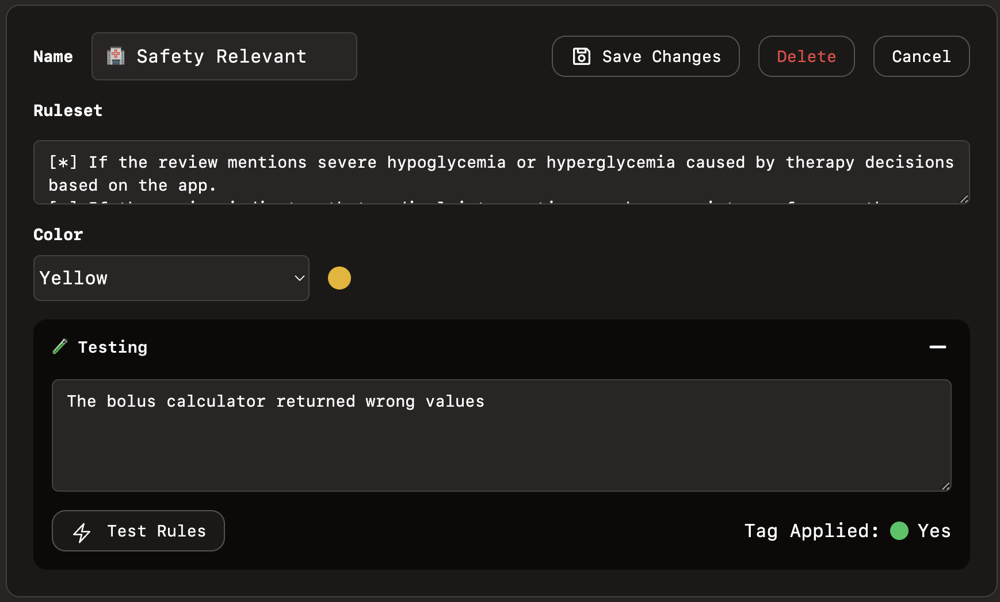 Name
Safety Relevant
Save Changes
Delete
Cancel
Ruleset
[*] If the review mentions severe hypoglycemia or hyperglycemia caused by therapy decisions
based on the app.
Color
Yellow
Testing
The bolus calculator returned wrong values
Test Rules
Tag Applied: Yes